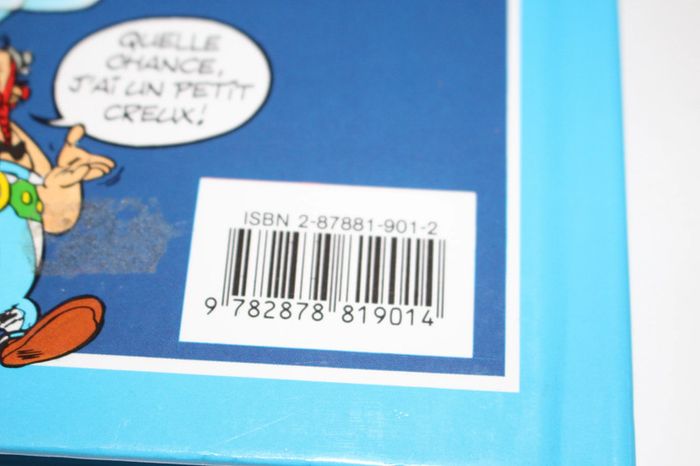 QUELLE
CHANCE,
J'AI UN PETIT
CREUX!
ISBN 2-87881-901-2
9 782878 819014